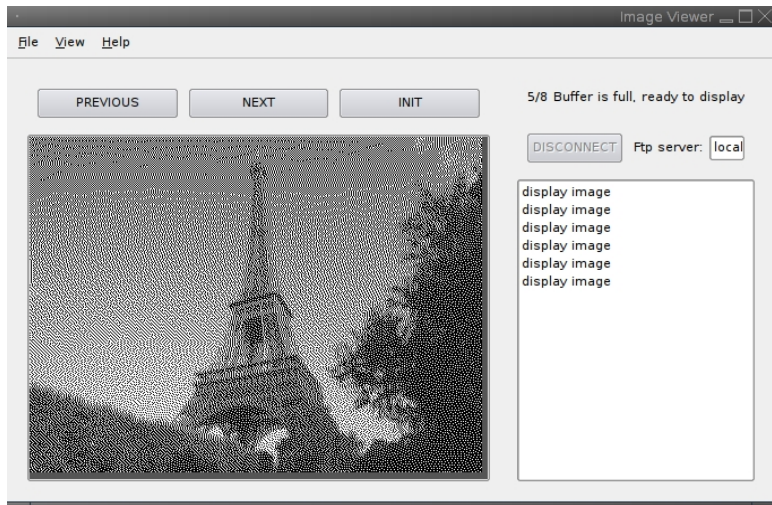 Image Viewer
File View Help
PREVIOUS NEXT INIT
5/8 Buffer is full, ready to display
DISCONNECT Ftp server: local
display image
display image
display image
display image
display image
display image